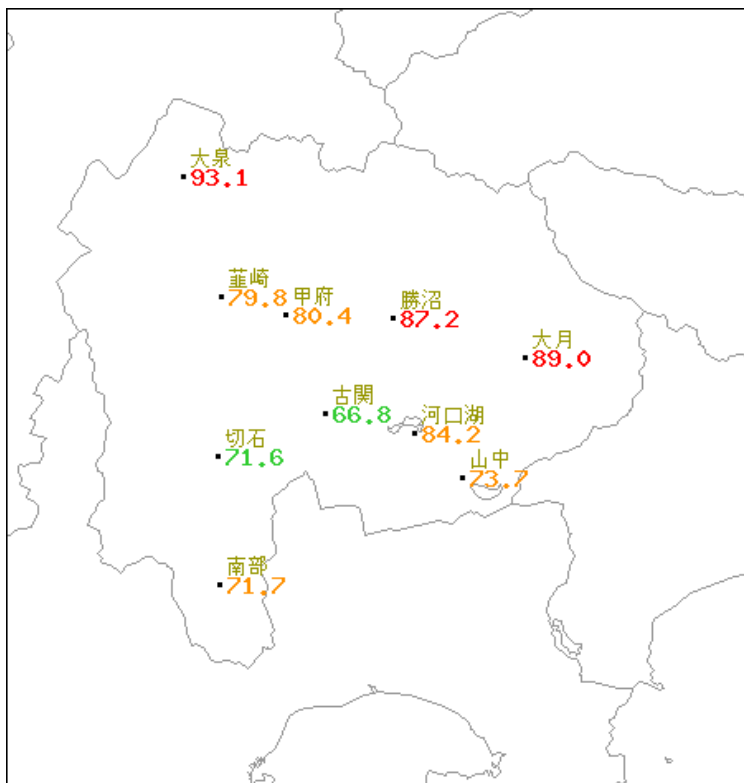 大泉
93.1
韮崎
79.8
甲府
80.4
勝沼
87.2
大月
89.0
古関
66.8
河口湖
84.2
切石
71.6
山中
73.7
南部
71.7